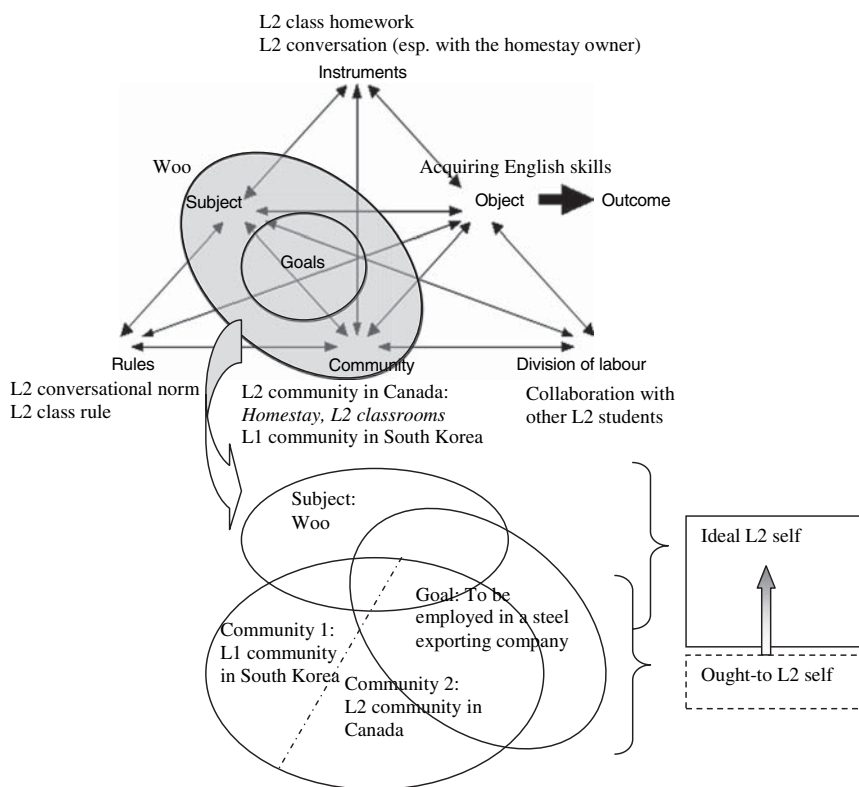 L2 class homework
L2 conversation (esp. with the homestay owner)
Instruments
Woo
Acquiring English skills
Subject
Object
Outcome
Goals
Rules
Community
Division of labour
L2 conversational norm
L2 class rule
L2 community in Canada:
Homestay, L2 classrooms
L1 community in South Korea
Collaboration with
other L2 students
Subject:
Woo
Goal: To be
employed in a steel
exporting company
Community 1:
L1 community
in South Korea
Community 2:
L2 community in
Canada
Ideal L2 self
Ought-to L2 self